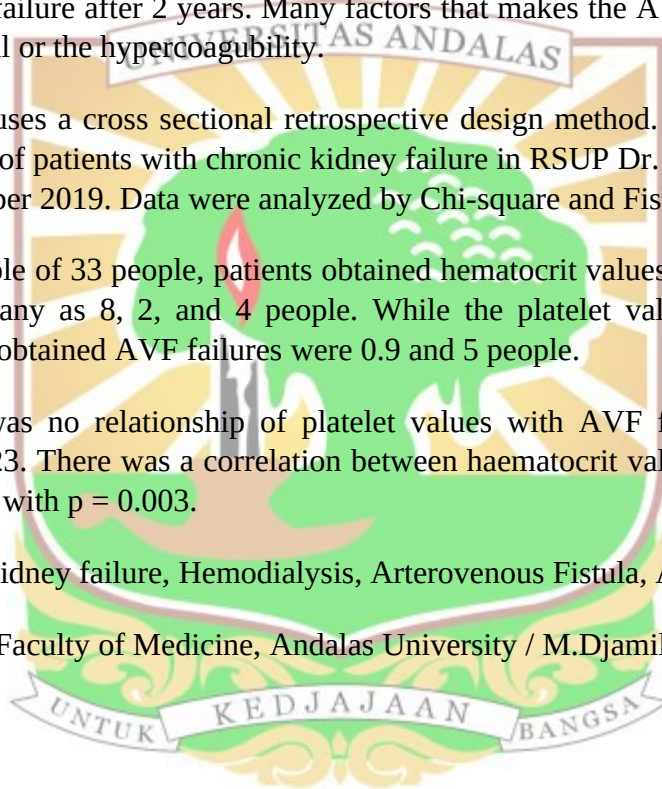 failure after 2 years. Many factors that makes the A
UNIVERSITAS ANDALAS
l or the hypercoagubility.
uses a cross sectional retrospective design method.
of patients with chronic kidney failure in RSUP Dr.
ber 2019. Data were analyzed by Chi-square and Fis
ple of 33 people, patients obtained hematocrit values
any as 8, 2, and 4 people. While the platelet val
obtained AVF failures were 0.9 and 5 people.
was no relationship of platelet values with AVF f
23. There was a correlation between haematocrit val
with p = 0.003.
kidney failure, Hemodialysis, Arterovenous Fistula, A
Faculty of Medicine, Andalas University / M.Djamil
UNTUK KEDJAJAAN BANGSA